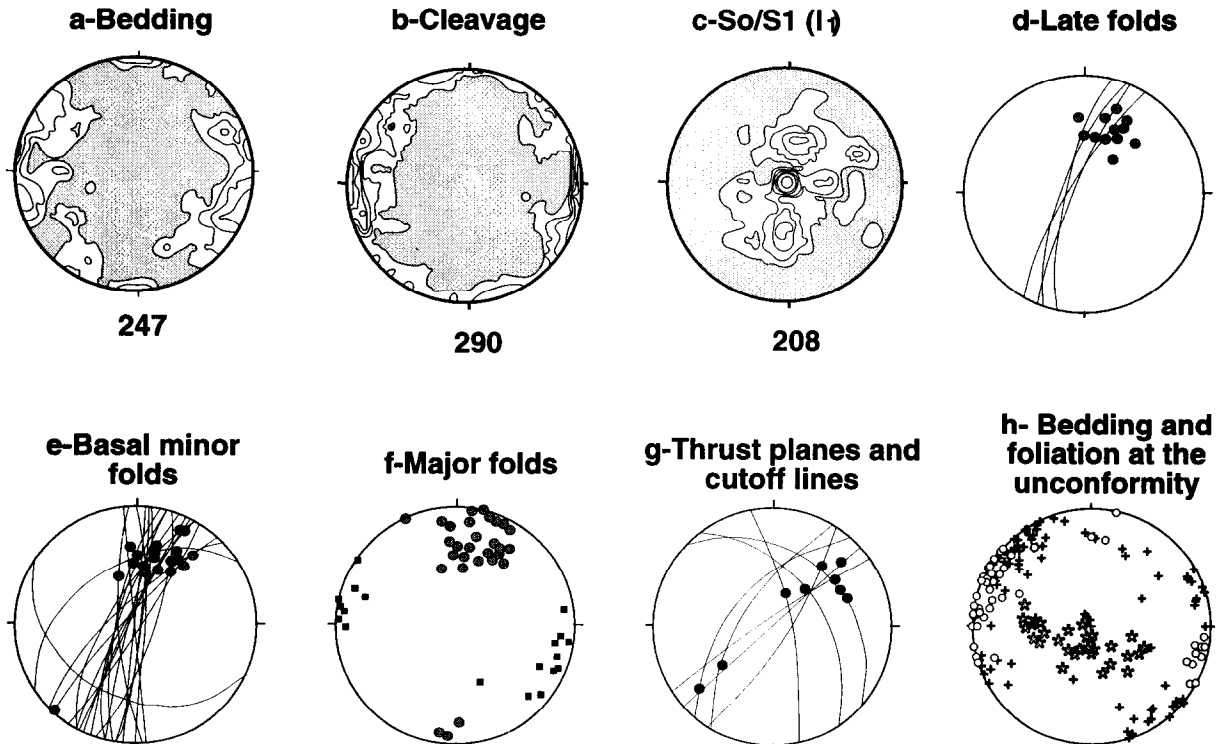 a-Bedding
b-Cleavage
c-So/S1 (l1)
d-Late folds
247
290
208
e-Basal minor
folds
f-Major folds
g-Thrust planes and
cutoff lines
h- Bedding and
foliation at the
unconformity